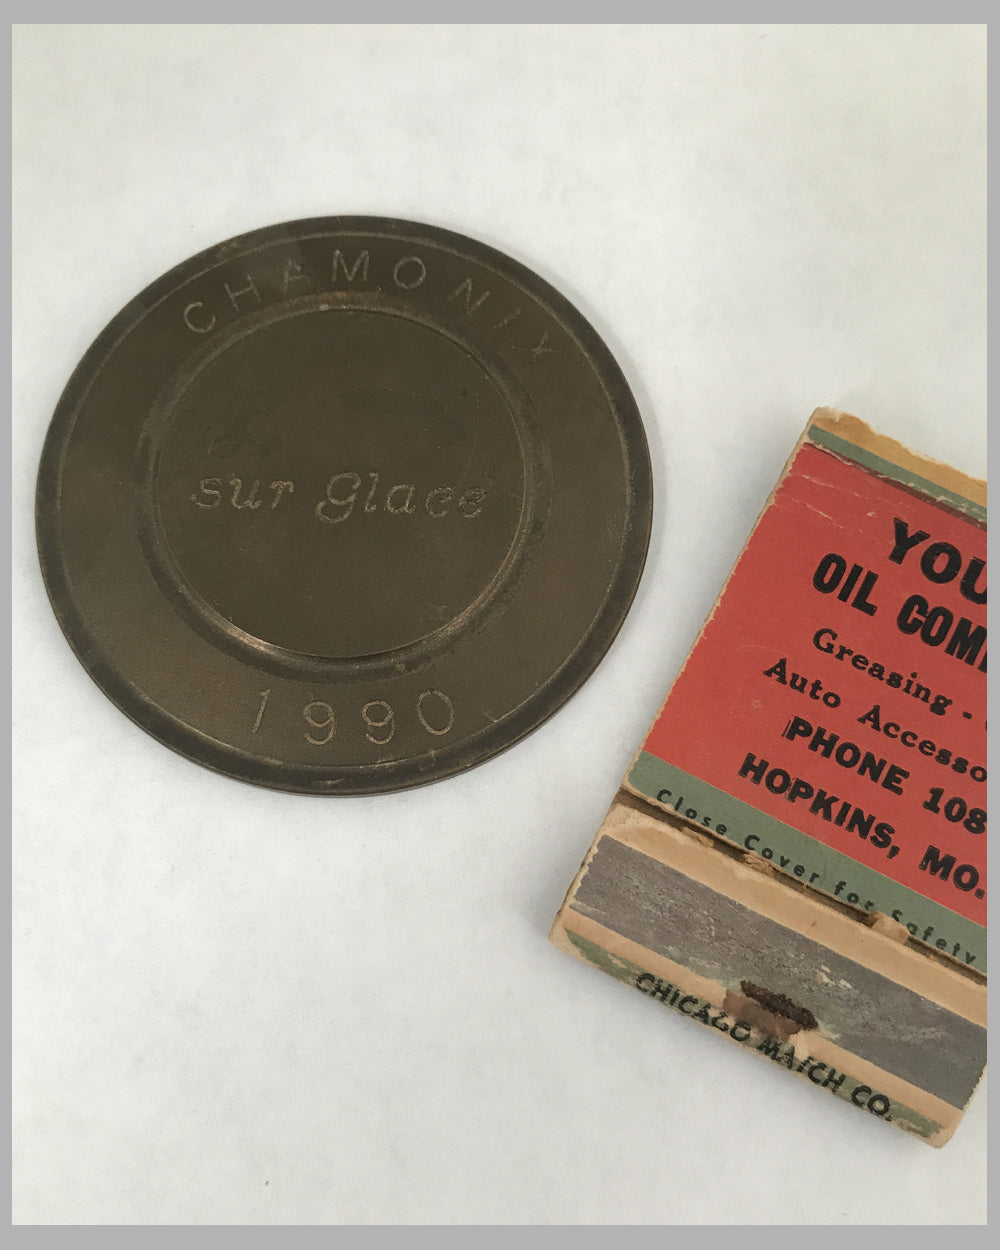 CHAMONIX
sur glace
1990
YOU
OIL COM
Greasing -
Auto Accesso
PHONE 108
HOPKINS, MO.
Close Cover for Safety
CHICAGO MATCH CO.